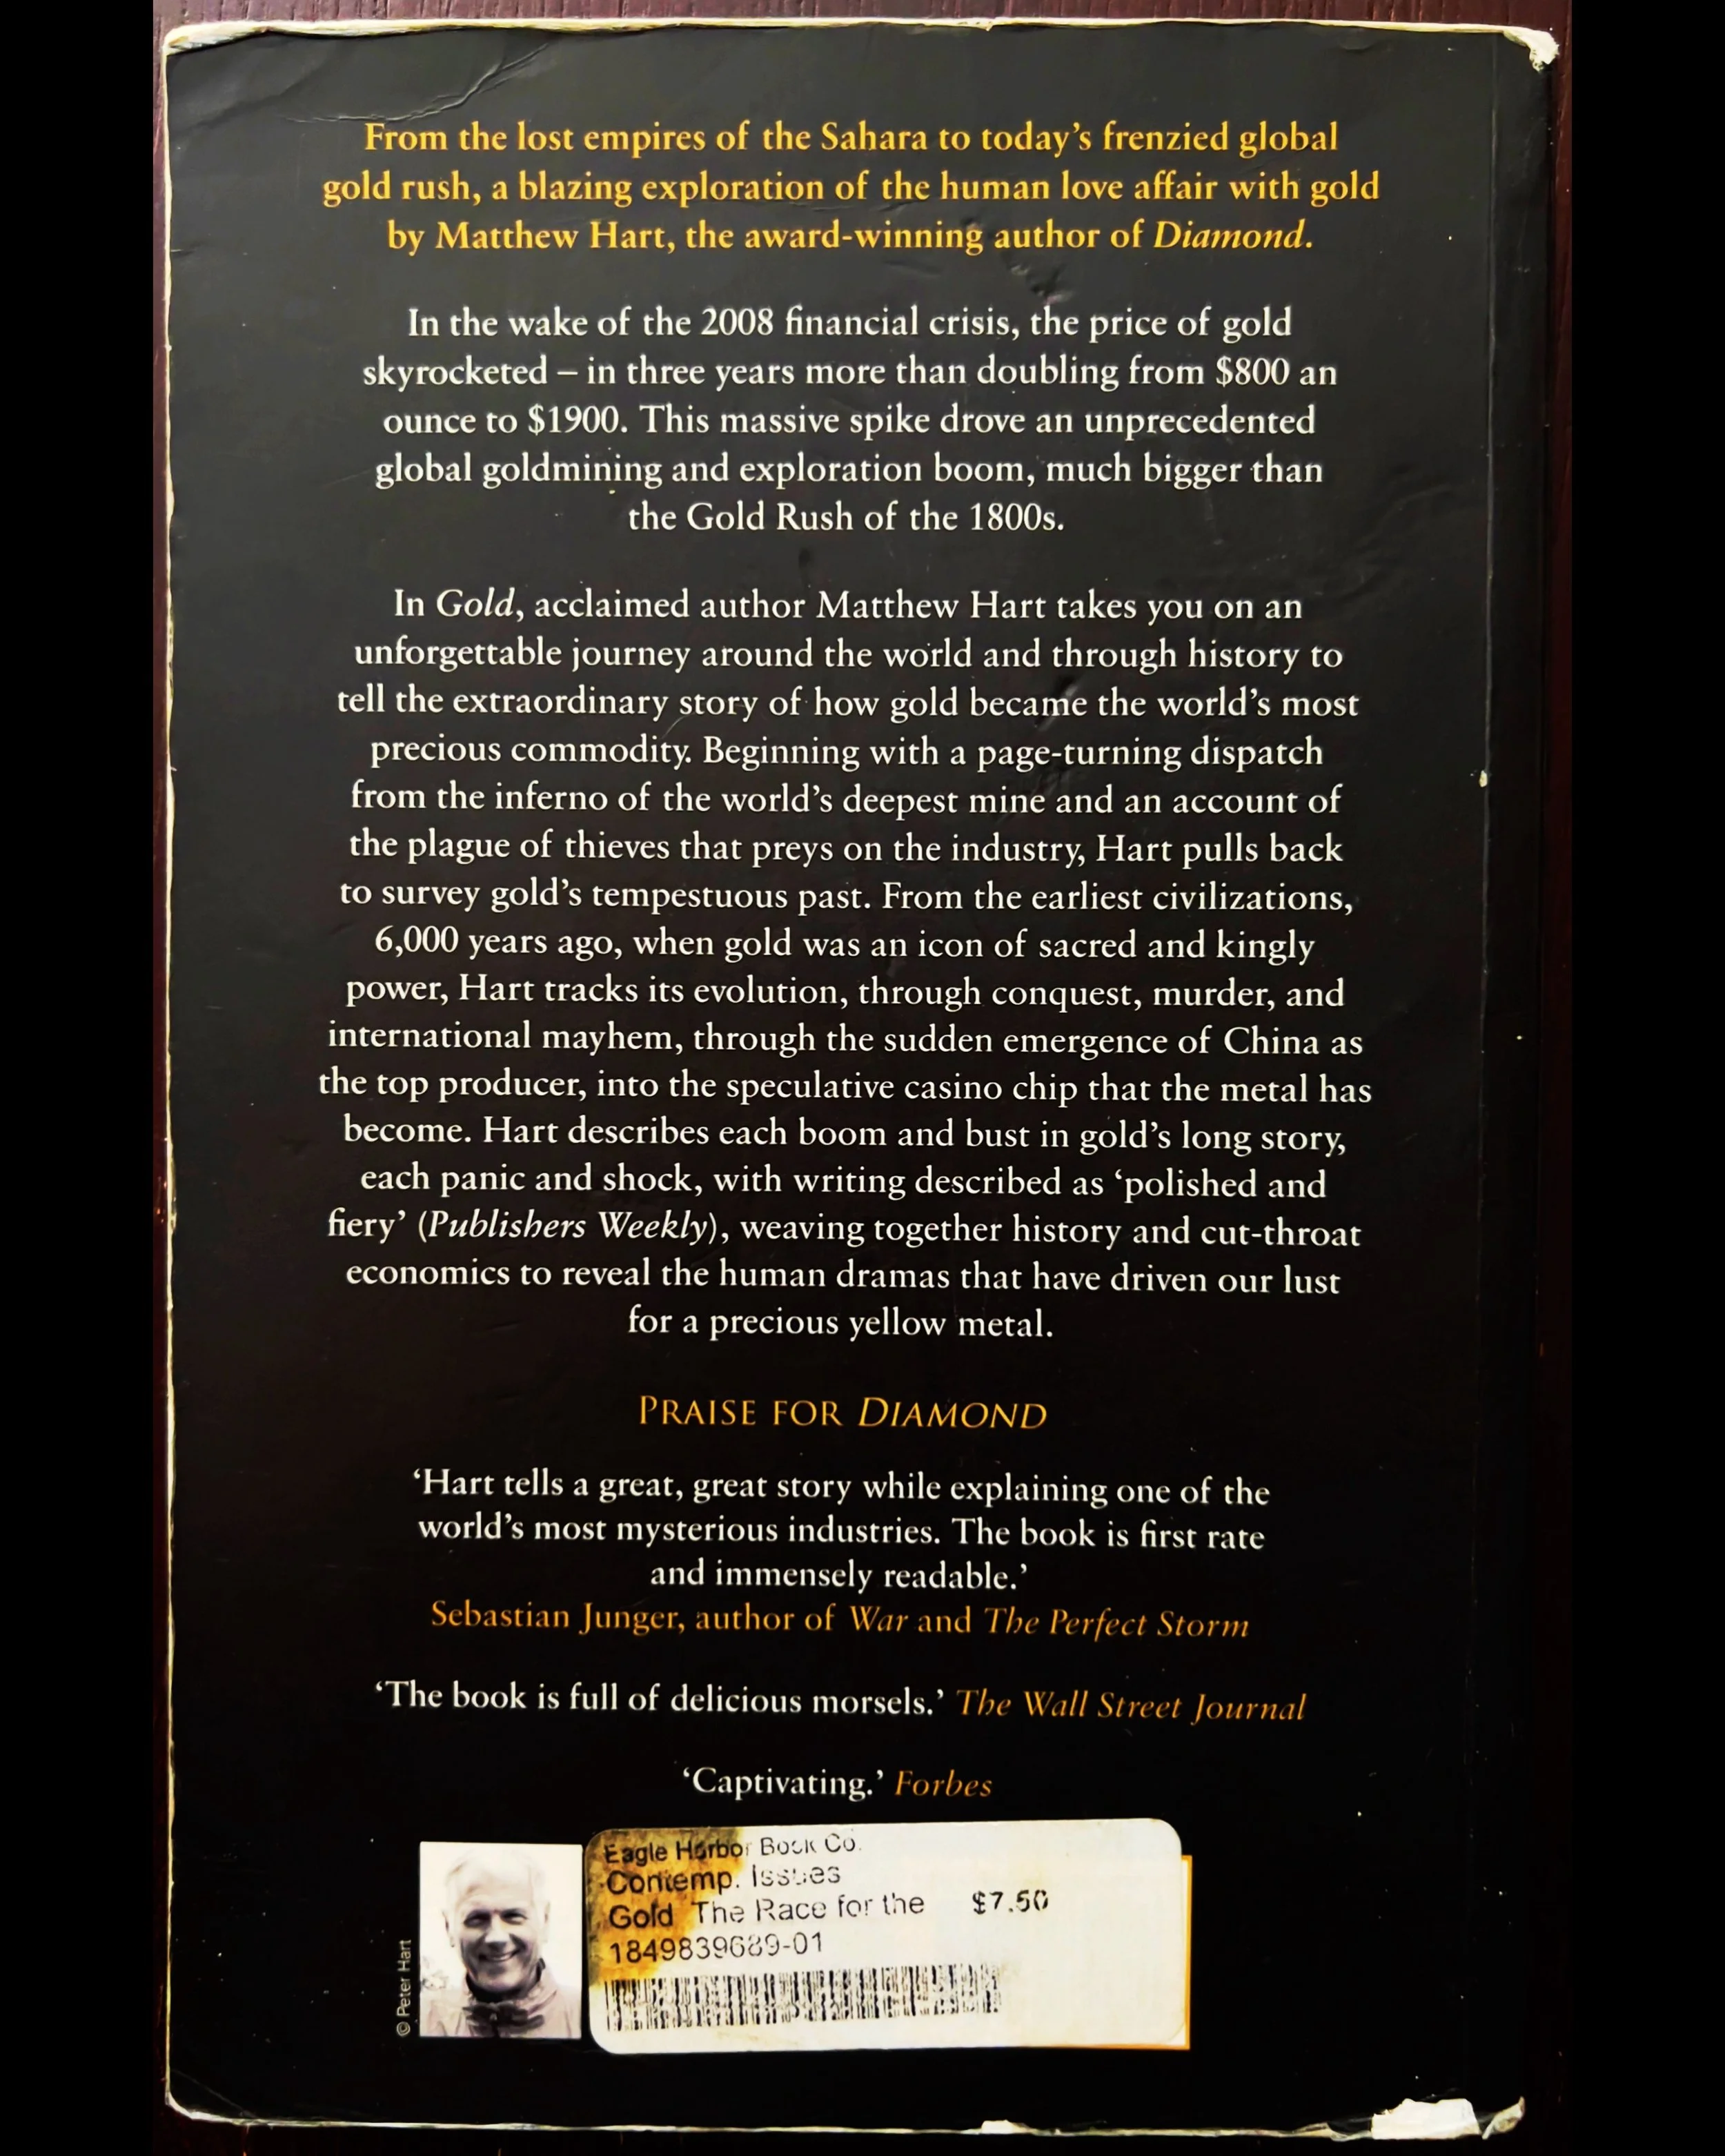 From the lost empires of the Sahara to today's frenzied global
gold rush, a blazing exploration of the human love affair with gold
by Matthew Hart, the award-winning author of Diamond.
In the wake of the 2008 financial crisis, the price of gold
skyrocketed – in three years more than doubling from $800 an
ounce to $1900. This massive spike drove an unprecedented
global goldmining and exploration boom, much bigger than
the Gold Rush of the 1800s.
In Gold, acclaimed author Matthew Hart takes you on an
unforgettable journey around the world and through history to
tell the extraordinary story of how gold became the world's most
precious commodity. Beginning with a page-turning dispatch
from the inferno of the world's deepest mine and an account of
the plague of thieves that preys on the industry, Hart pulls back
to survey gold's tempestuous past. From the earliest civilizations,
6,000 years ago, when gold was an icon of sacred and kingly
power, Hart tracks its evolution, through conquest, murder, and
international mayhem, through the sudden emergence of China as
the top producer, into the speculative casino chip that the metal has
become. Hart describes each boom and bust in gold's long story,
each panic and shock, with writing described as ‘polished and
fiery’ (Publishers Weekly), weaving together history and cut-throat
economics to reveal the human dramas that have driven our lust
for a precious yellow metal.
PRAISE FOR DIAMOND
‘Hart tells a great, great story while explaining one of the
world's most mysterious industries. The book is first rate
and immensely readable.’
Sebastian Junger, author of War and The Perfect Storm
‘The book is full of delicious morsels.’ The Wall Street Journal
‘Captivating.’ Forbes
© Peter Hart
Eagle Harbor Book Co.
Contemp. Issues
Gold The Race for the $7.50
1849839689-01